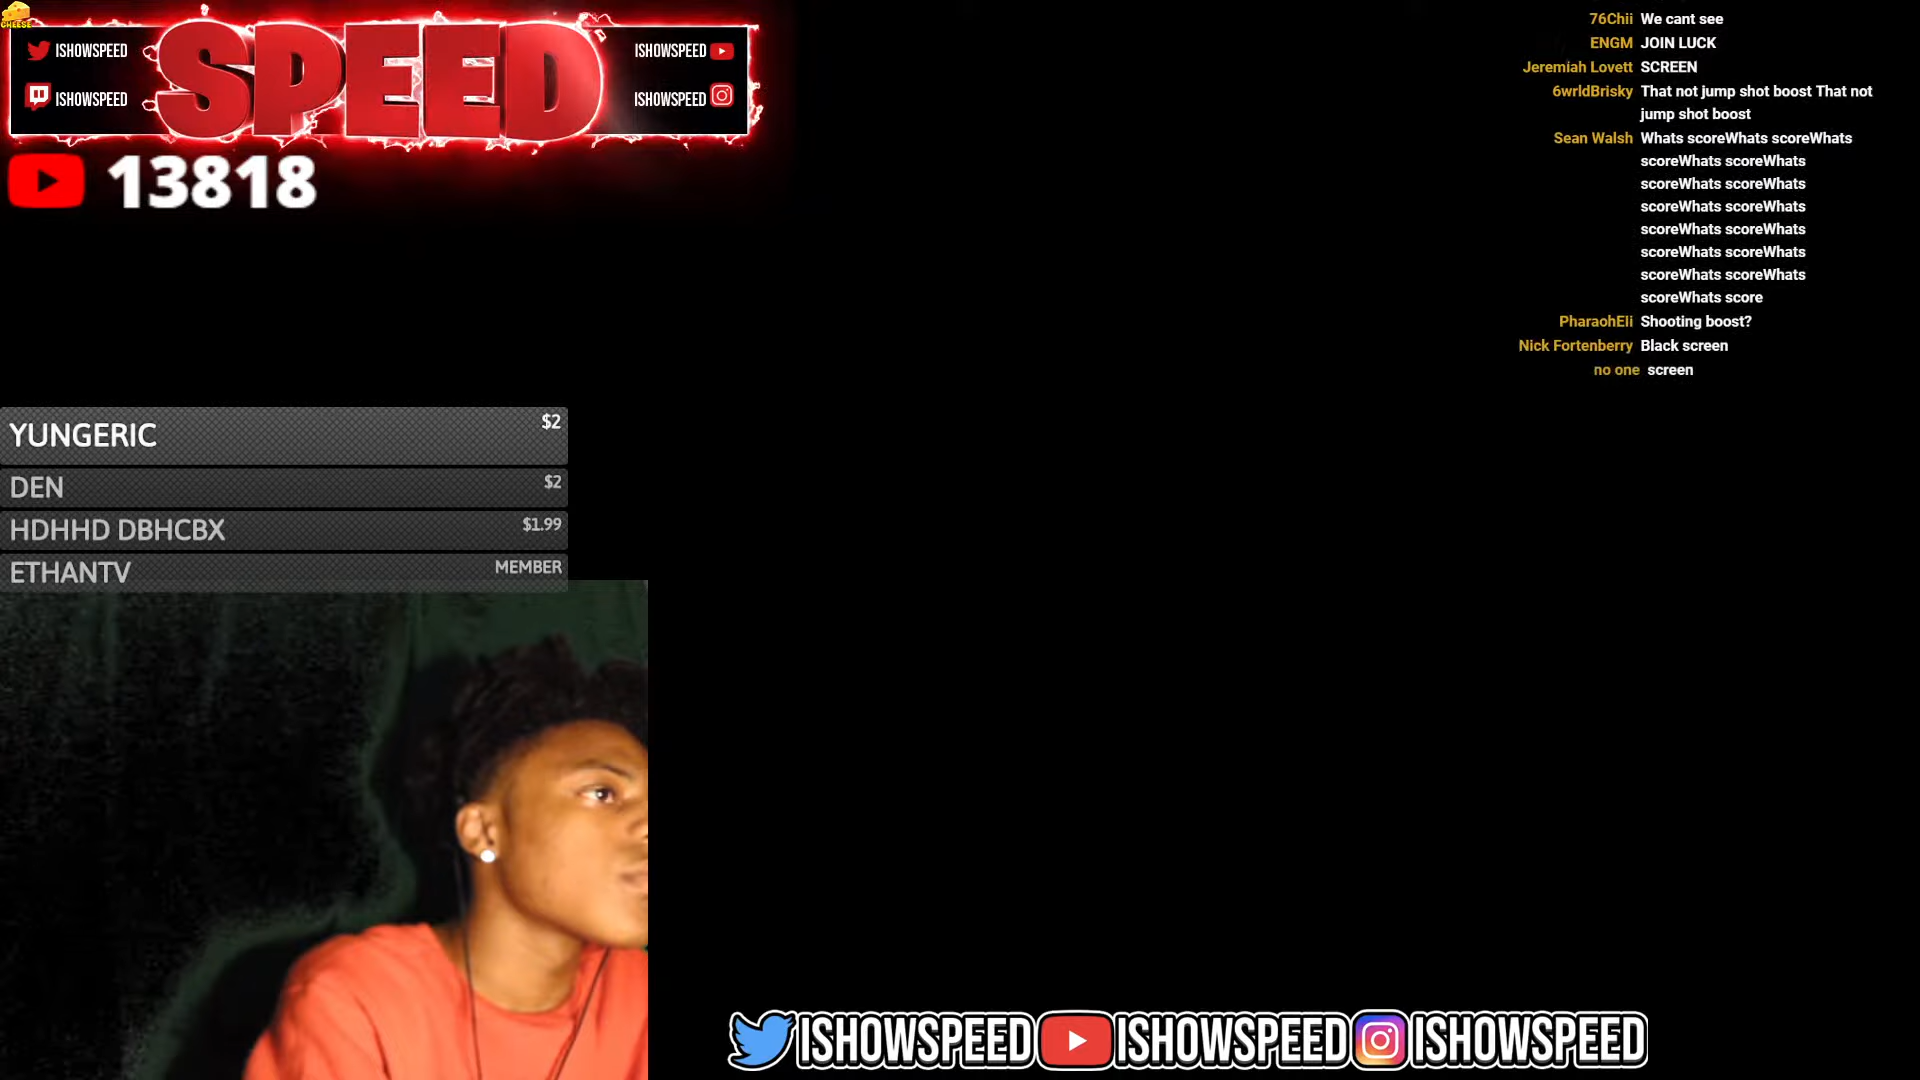 CHEESE
ISHOWSPEED
SPEED
ISHOWSPEED
ISHOWSPEED
ISHOWSPEED
13818
YUNGERIC $2
DEN $2
HDHHD DBHCBX $1.99
ETHANTV MEMBER
76Chii We cant see
ENGM JOIN LUCK
Jeremiah Lovett SCREEN
6wrldBrisky That not jump shot boost That not
jump shot boost
Sean Walsh Whats scoreWhats scoreWhats
scoreWhats scoreWhats
scoreWhats scoreWhats
scoreWhats scoreWhats
scoreWhats scoreWhats
scoreWhats scoreWhats
scoreWhats scoreWhats
scoreWhats score
PharaohEli Shooting boost?
Nick Fortenberry Black screen
no one screen
ISHOWSPEED ISHOWSPEED ISHOWSPEED